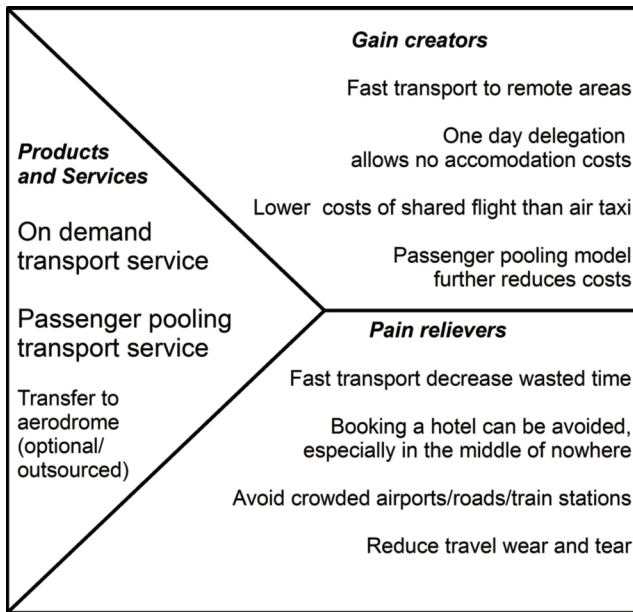 Products
and Services
On demand
transport service
Passenger pooling
transport service
Transfer to
aerodrome
(optional/
outsourced)
Gain creators
Fast transport to remote areas
One day delegation
allows no accomodation costs
Lower costs of shared flight than air taxi
Passenger pooling model
further reduces costs
Pain relievers
Fast transport decrease wasted time
Booking a hotel can be avoided,
especially in the middle of nowhere
Avoid crowded airports/roads/train stations
Reduce travel wear and tear